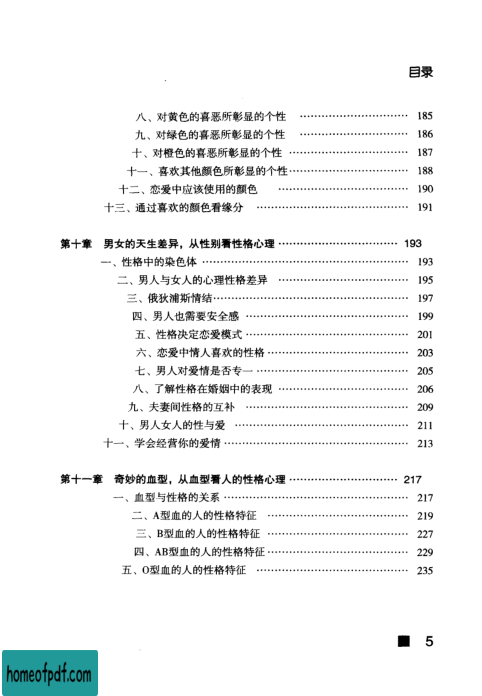 目录
八、对黄色的喜恶所彰显的个性 ………………………… 185
九、对绿色的喜恶所彰显的个性 ………………………… 186
十、对橙色的喜恶所彰显的个性 ………………………… 187
十一、喜欢其他颜色所彰显的个性 ………………………… 188
十二、恋爱中应该使用的颜色 ………………………… 190
十三、通过喜欢的颜色看缘分 ………………………… 191
第十章 男女的天生差异，从性别看性格心理 ………………………… 193
一、性格中的染色体 ………………………… 193
二、男人与女人的心理性格差异 ………………………… 195
三、俄狄浦斯情结 ………………………… 197
四、男人也需要安全感 ………………………… 199
五、性格决定恋爱模式 ………………………… 201
六、恋爱中情人喜欢的性格 ………………………… 203
七、男人对爱情是否专一 ………………………… 205
八、了解性格在婚姻中的表现 ………………………… 206
九、夫妻间性格的互补 ………………………… 209
十、男人女人的性与爱 ………………………… 211
十一、学会经营你的爱情 ………………………… 213
第十一章 奇妙的血型，从血型看人的性格心理 ………………………… 217
一、血型与性格的关系 ………………………… 217
二、A型血的人的性格特征 ………………………… 219
三、B型血的人的性格特征 ………………………… 227
四、AB型血的人的性格特征 ………………………… 229
五、O型血的人的性格特征 ………………………… 235
■ 5
homeofpdf.com